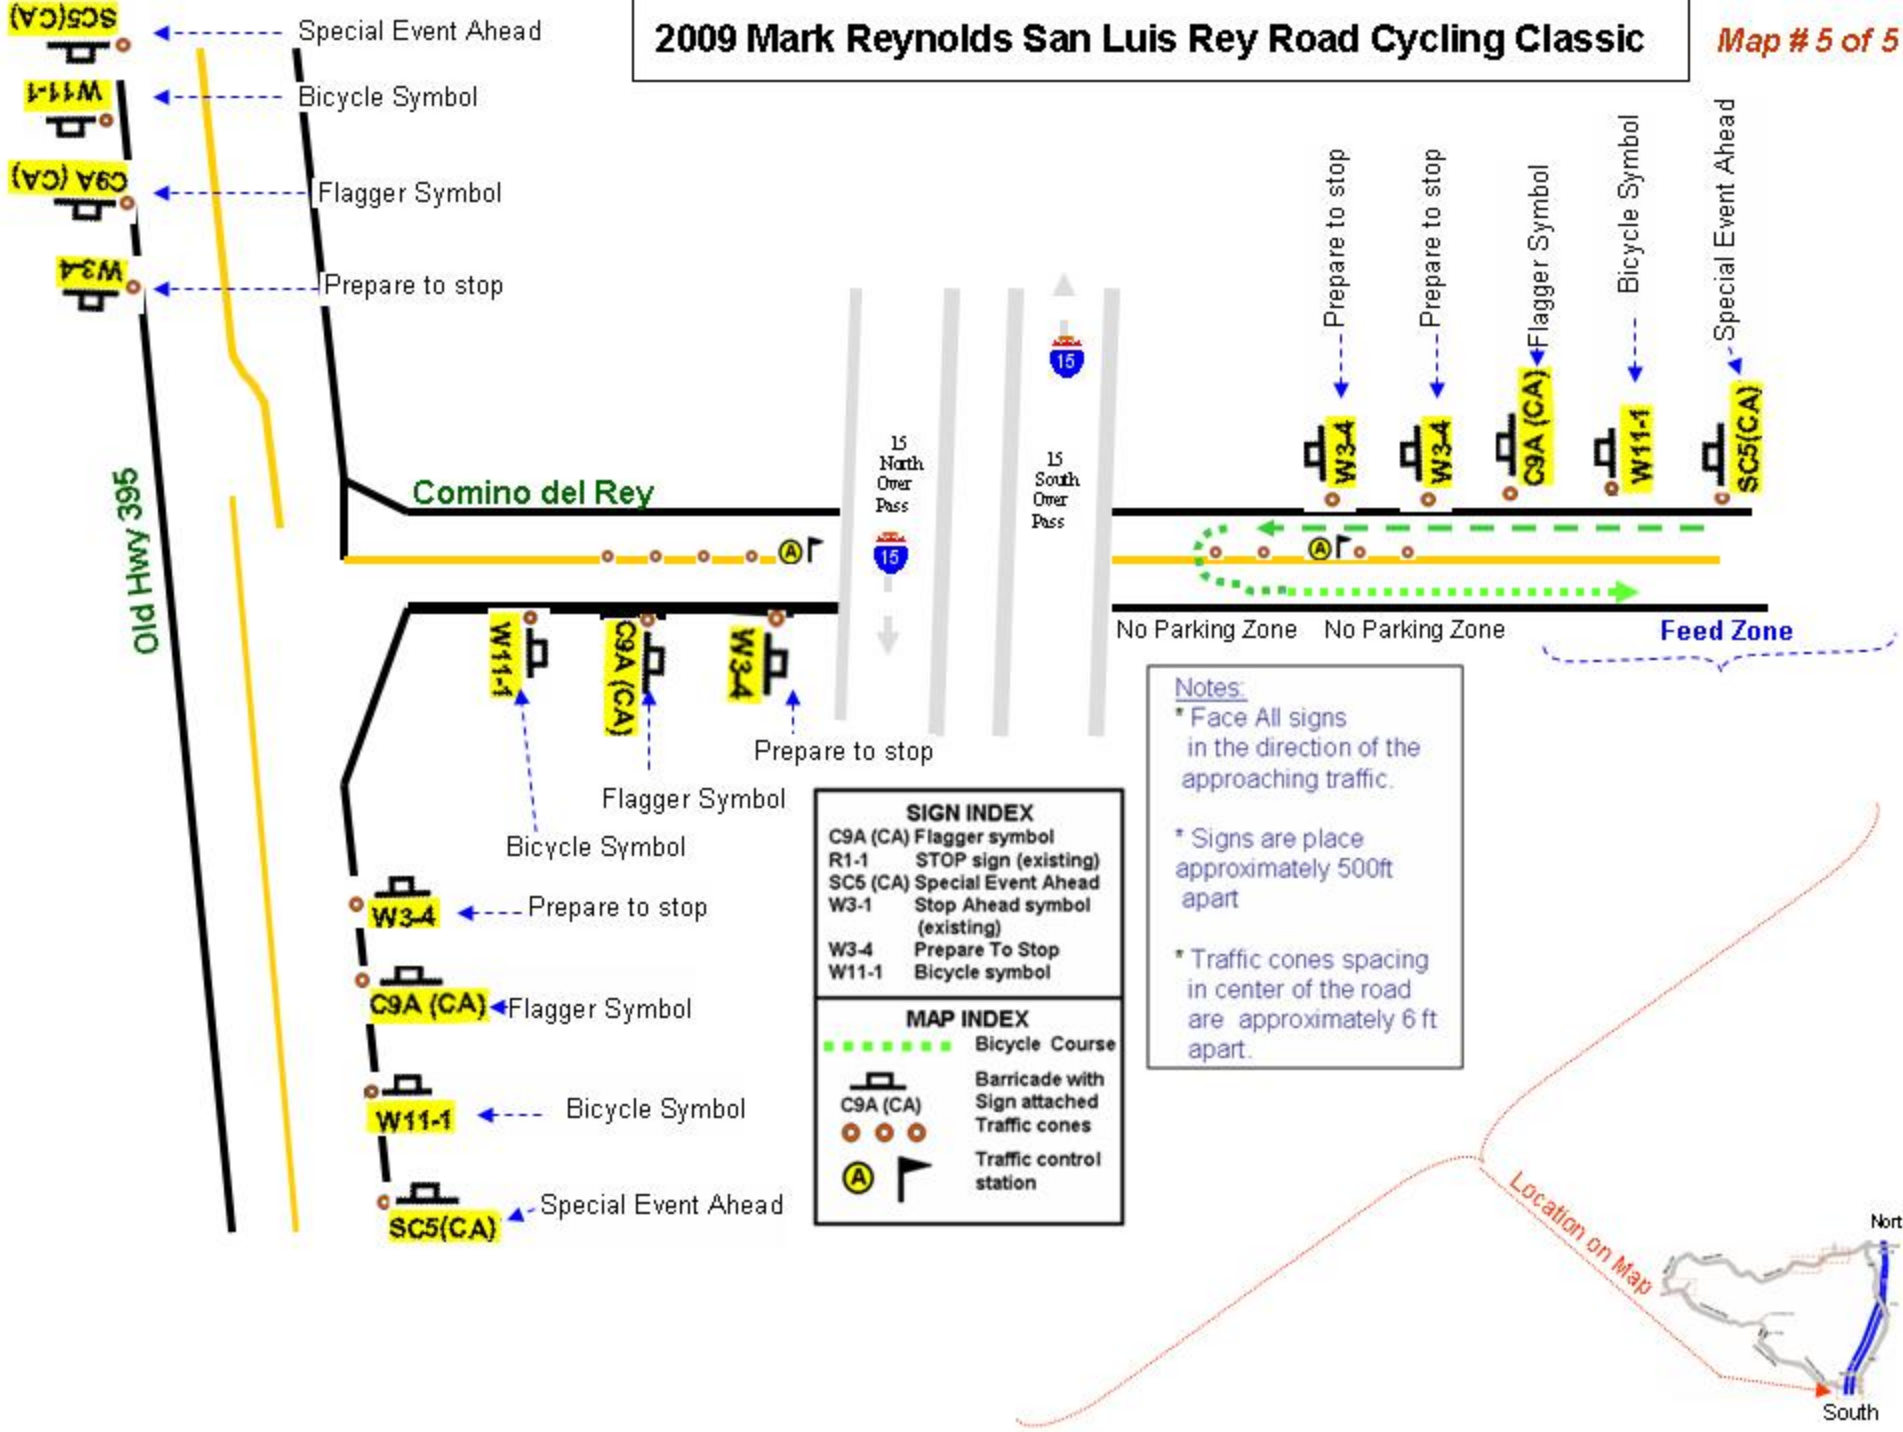 2009 Mark Reynolds San Luis Rey Road Cycling Classic
Map # 5 of 5
SC5(CA)
Special Event Ahead
W11-1
Bicycle Symbol
C9A (CA)
Flagger Symbol
W3-4
Prepare to stop
Prepare to stop
Prepare to stop
Flagger Symbol
Bicycle Symbol
Special Event Ahead
W3-4
W3-4
C9A (CA)
W11-1
SC5(CA)
15
15
North
Over
Pass
15
South
Over
Pass
15
Old Hwy 395
Comino del Rey
A
A
W11-1
C9A (CA)
W3-4
Prepare to stop
Flagger Symbol
Bicycle Symbol
No Parking Zone
No Parking Zone
Feed Zone
W3-4
Prepare to stop
C9A (CA)
Flagger Symbol
W11-1
Bicycle Symbol
SC5(CA)
Special Event Ahead
SIGN INDEX
C9A (CA) Flagger symbol
R1-1 STOP sign (existing)
SC5 (CA) Special Event Ahead
W3-1 Stop Ahead symbol
(existing)
W3-4 Prepare To Stop
W11-1 Bicycle symbol
MAP INDEX
Bicycle Course
Barricade with
Sign attached
C9A (CA)
Traffic cones
A
Traffic control
station
Notes:
* Face All signs
in the direction of the
approaching traffic.
* Signs are place
approximately 500ft
apart
* Traffic cones spacing
in center of the road
are approximately 6 ft
apart.
Location on Map
Nort
South